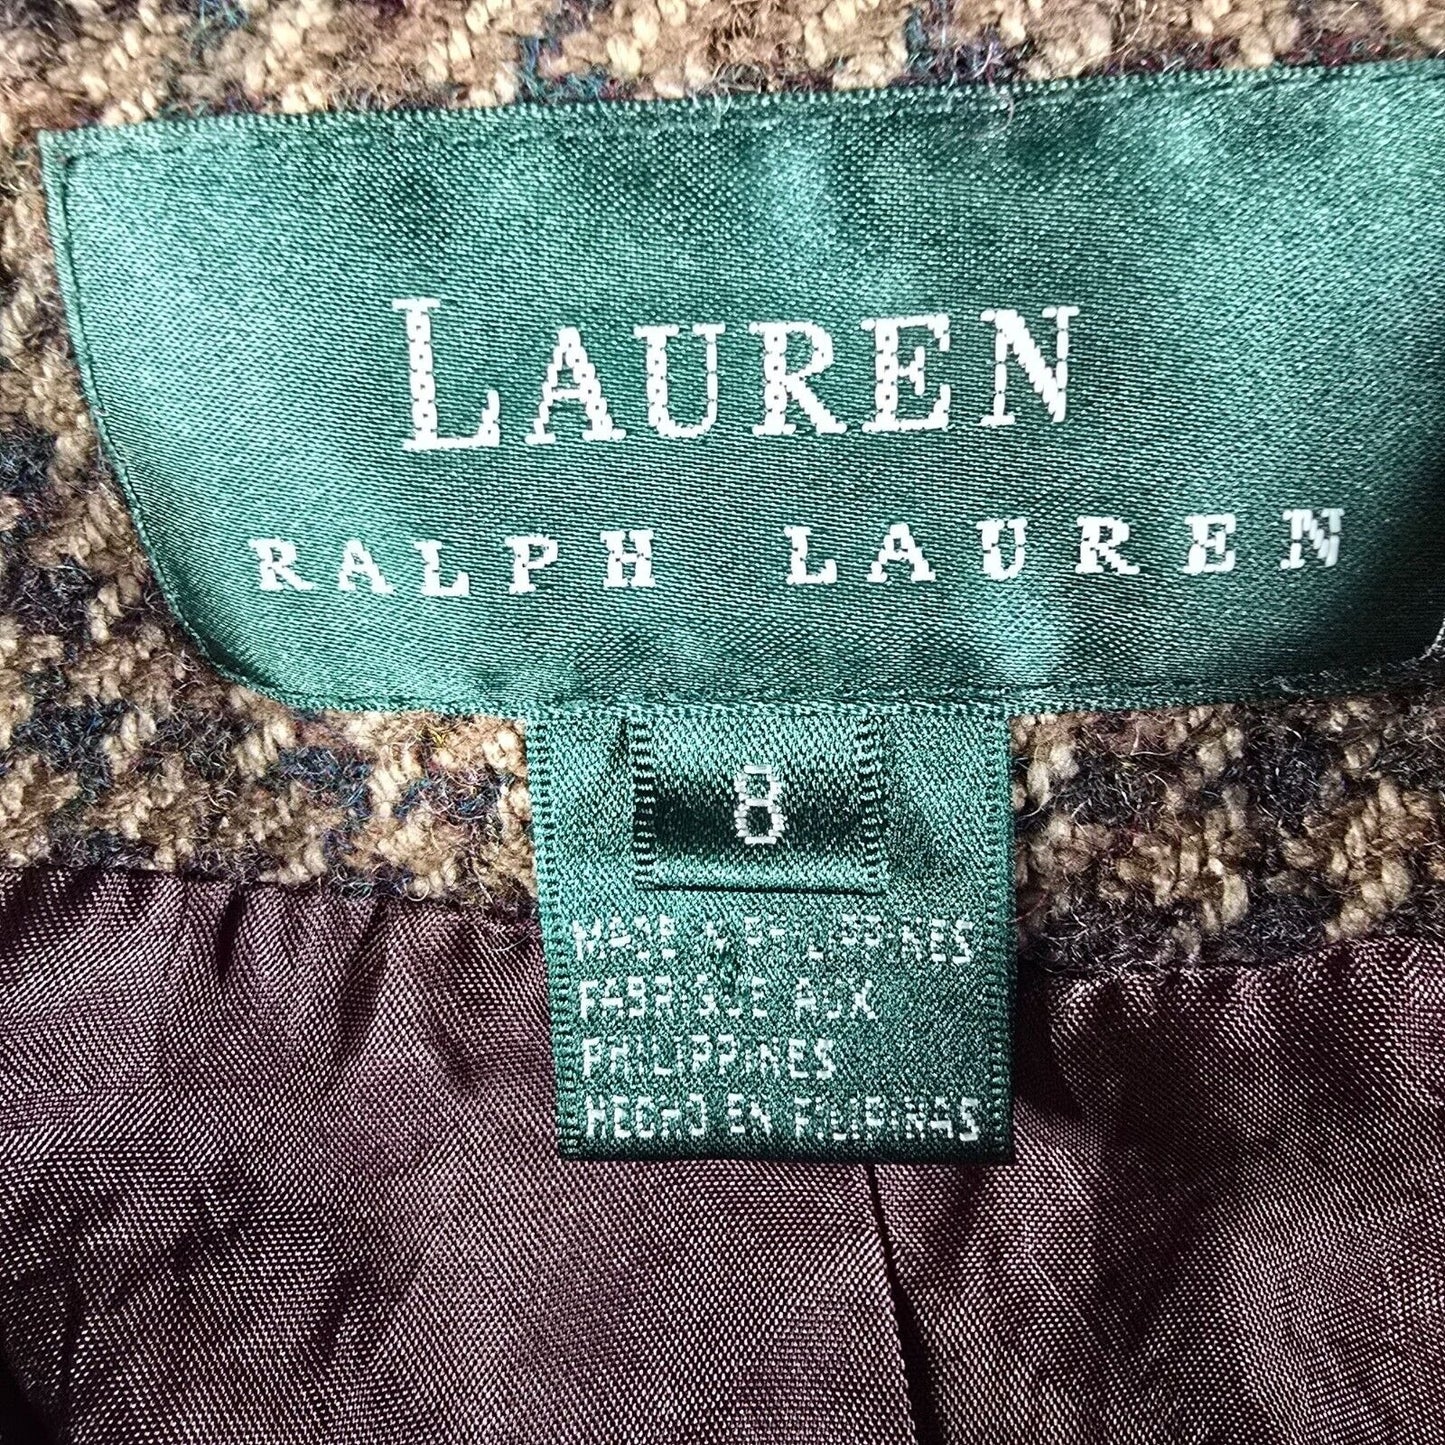 LAUREN
RALPH LAUREN
8
MADE IN PHILIPPINES
FABRIQUE AUX
PHILIPPINES
HECHO EN FILIPINAS